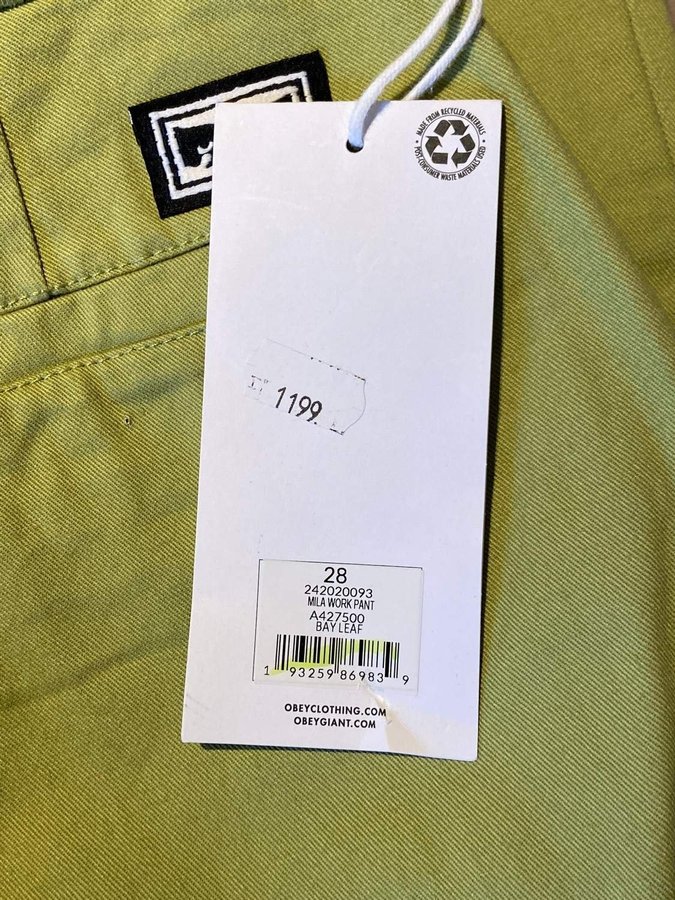 MADE FROM RECYCLED MATERIALS
POST-CONSUMER WASTE MATERIALS USED
1199
28
242020093
MILA WORK PANT
A427500
BAY LEAF
1 93259 86983 9
OBEYCLOTHING.COM
OBEYGIANT.COM